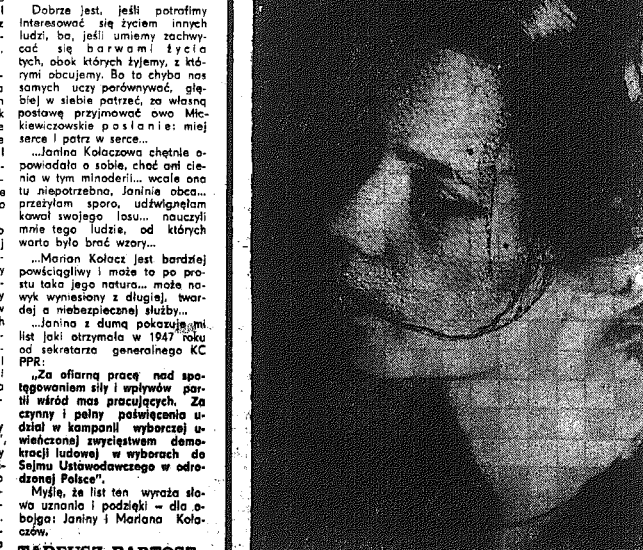 Dobrze jest, jeśli potrafimy
interesować się życiem innych
ludzi, ba, jeśli umiemy zachwy-
cać się barwami życia
tych, obok których żyjemy, z któ-
rymi obcujemy. Bo to chyba nas
samych uczy porównywać, głę-
biej w siebie patrzeć, za własną
postawę przyjmować owo Mic-
kiewiczowskie posłanie: miej
serce i patrz w serce...
...Janina Kołaczowa chętnie o-
powiadała o sobie, choć ani cie-
nia w tym minoderii... wcale ona
tu niepotrzebna, Janinie obca...
przeżyłam sporo, udźwignęłam
kawał swojego losu... nauczyli
mnie tego ludzie, od których
warto było brać wzory...
...Marian Kołacz jest bardziej
powściągliwy i może to po pro-
stu taka jego natura... może na-
wyk wyniesiony z długiej, twar-
dej a niebezpiecznej służby...
...Janina z dumą pokazuje mi
list jaki otrzymała w 1947 roku
od sekretarza generalnego KC
PPR:
„Za ofiarną pracę nad spo-
tęgowaniem siły i wpływów par-
tii wśród mas pracujących. Za
czynny i pełny poświęcenia u-
dział w kampanii wyborczej u-
wieńczonej zwycięstwem demo-
kracji ludowej w wyborach do
Sejmu Ustawodawczego w odro-
dzonej Polsce".
Myślę, że list ten wyraża sło-
wa uznania i podzięki — dla o-
bojga: Janiny i Mariana Koła-
czów.